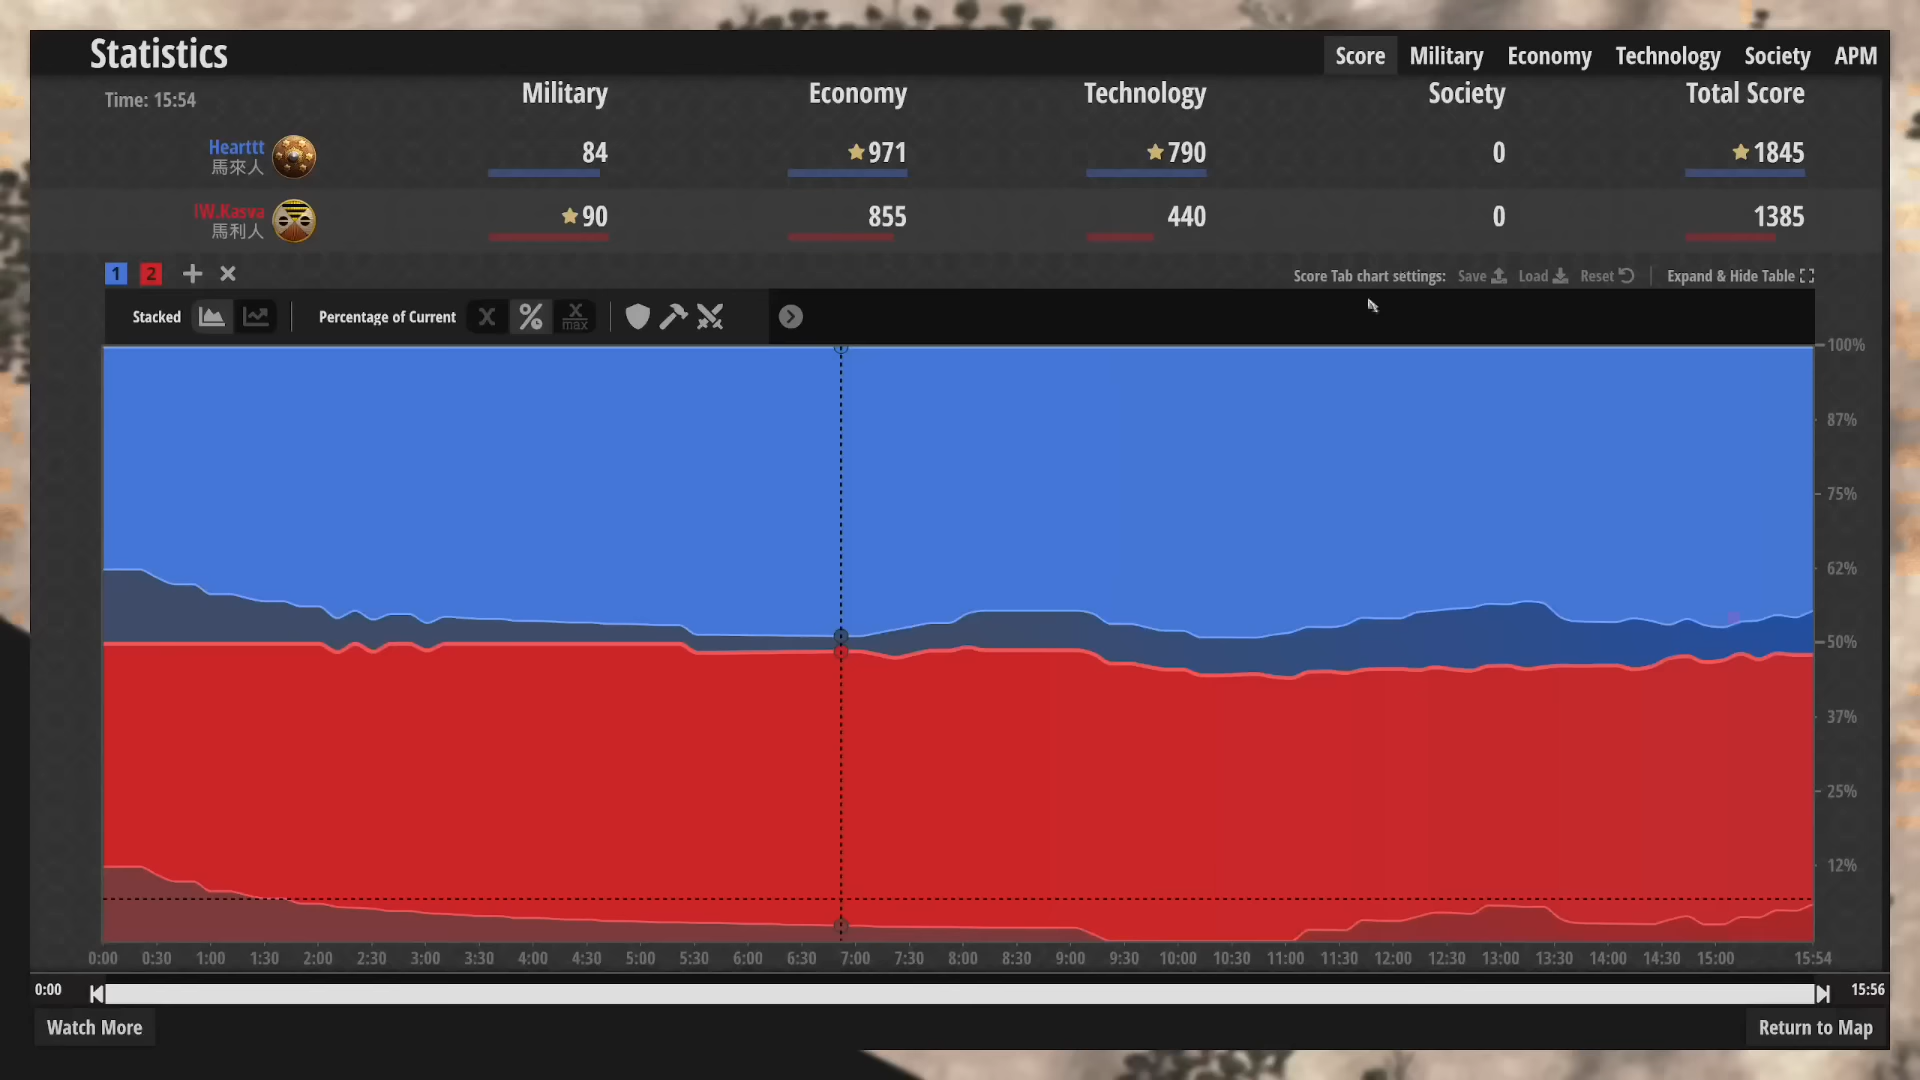 Statistics
Score Military Economy Technology Society APM
Time: 15:54
Military Economy Technology Society Total Score
Hearttt
馬來人
84 971 790 0 1845
IW.Kasva
馬利人
90 855 440 0 1385
1 2
Score Tab chart settings: Save Load Reset Expand & Hide Table
Stacked Percentage of Current X % X max
100%
87%
75%
62%
50%
37%
25%
12%
0:00 0:30 1:00 1:30 2:00 2:30 3:00 3:30 4:00 4:30 5:00 5:30 6:00 6:30 7:00 7:30 8:00 8:30 9:00 9:30 10:00 10:30 11:00 11:30 12:00 12:30 13:00 13:30 14:00 14:30 15:00 15:54
0:00 15:56
Watch More Return to Map